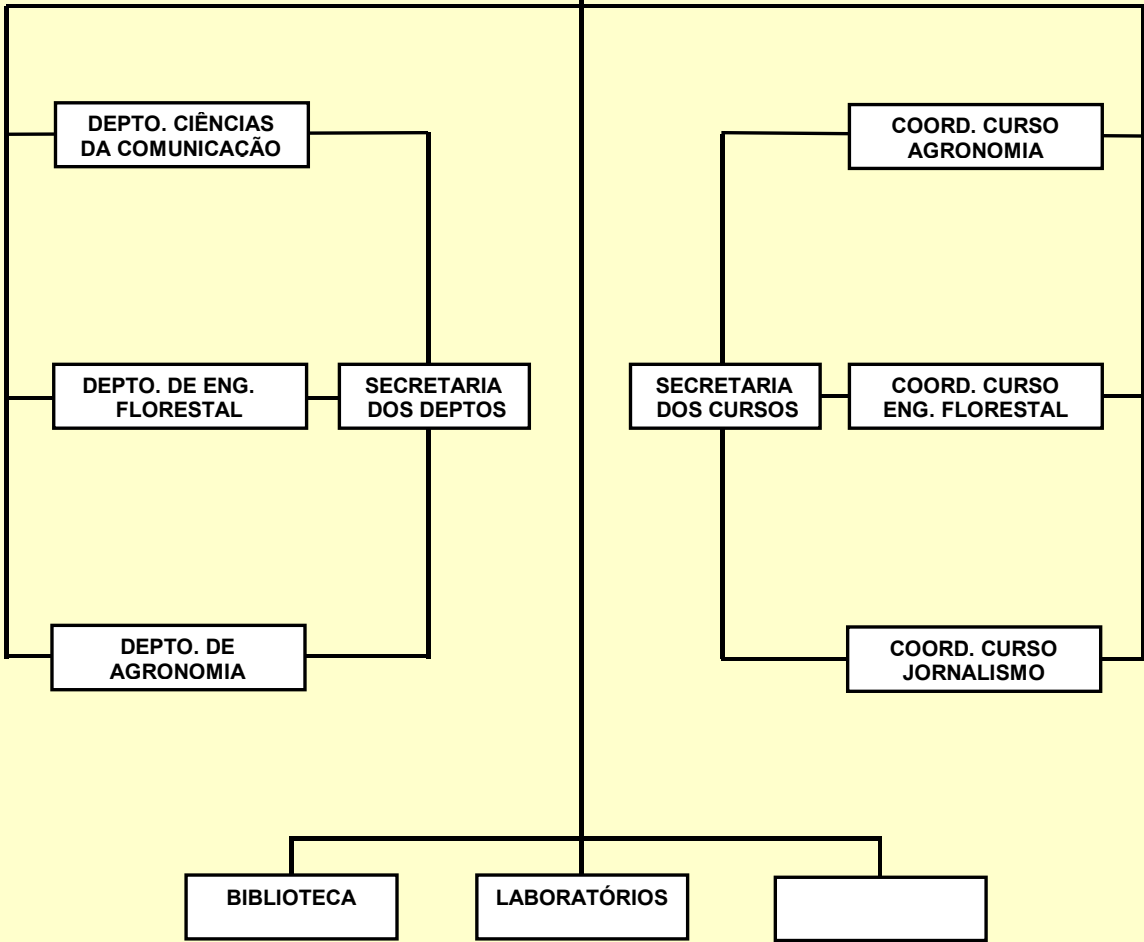 DEPTO. CIÊNCIAS
DA COMUNICAÇÃO
COORD. CURSO
AGRONOMIA
DEPTO. DE ENG.
FLORESTAL
SECRETARIA
DOS DEPTOS
SECRETARIA
DOS CURSOS
COORD. CURSO
ENG. FLORESTAL
DEPTO. DE
AGRONOMIA
COORD. CURSO
JORNALISMO
BIBLIOTECA
LABORATÓRIOS